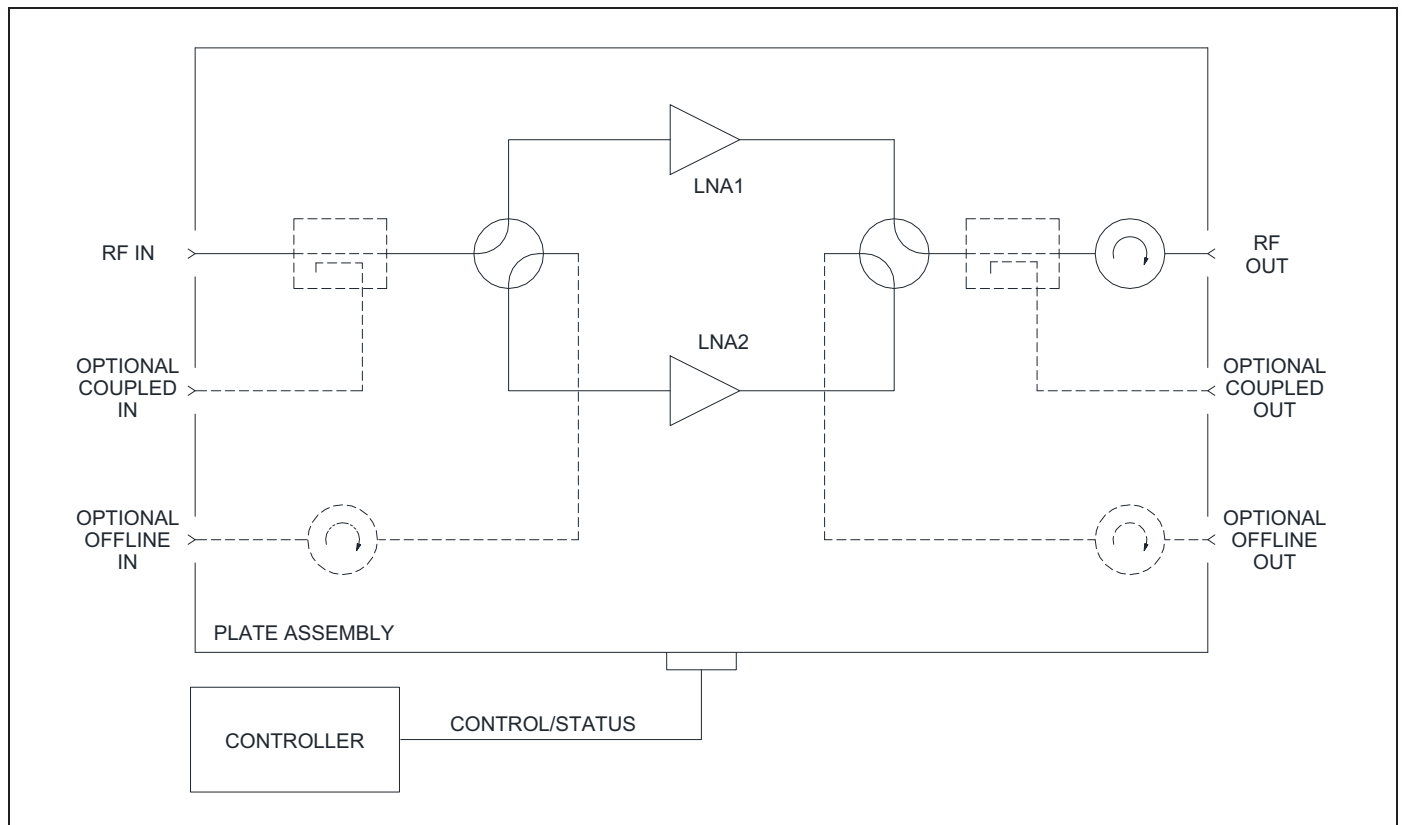 LNA1
RF IN
RF
OUT
LNA2
OPTIONAL
COUPLED
IN
OPTIONAL
COUPLED
OUT
OPTIONAL
OFFLINE
IN
OPTIONAL
OFFLINE
OUT
PLATE ASSEMBLY
CONTROL/STATUS
CONTROLLER